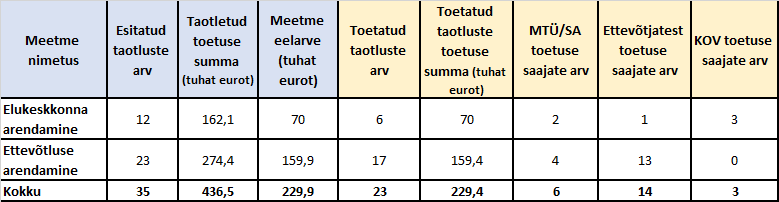 Meetme nimetus | Esitatud taotluste arv | Taotletud toetuse summa (tuhat eurot) | Meetme eelarve (tuhat eurot) | Toetatud taotluste arv | Toetatud taotluste toetuse summa (tuhat eurot) | MTÜ/SA toetuse saajate arv | Ettevõtjatest toetuse saajate arv | KOV toetuse saajate arv
Elukeskkonna arendamine | 12 | 162,1 | 70 | 6 | 70 | 2 | 1 | 3
Ettevõtluse arendamine | 23 | 274,4 | 159,9 | 17 | 159,4 | 4 | 13 | 0
Kokku | 35 | 436,5 | 229,9 | 23 | 229,4 | 6 | 14 | 3